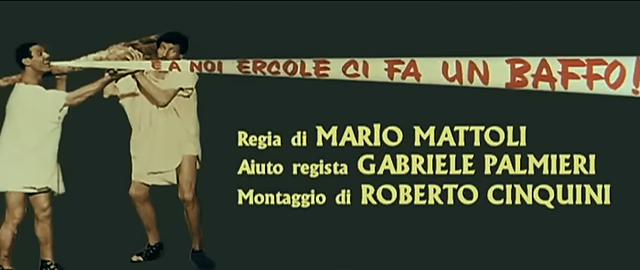 E A NOI ERCOLE CI FA UN BAFFO!
Regia di MARIO MATTOLI
Aiuto regista GABRIELE PALMIERI
Montaggio di ROBERTO CINQUINI